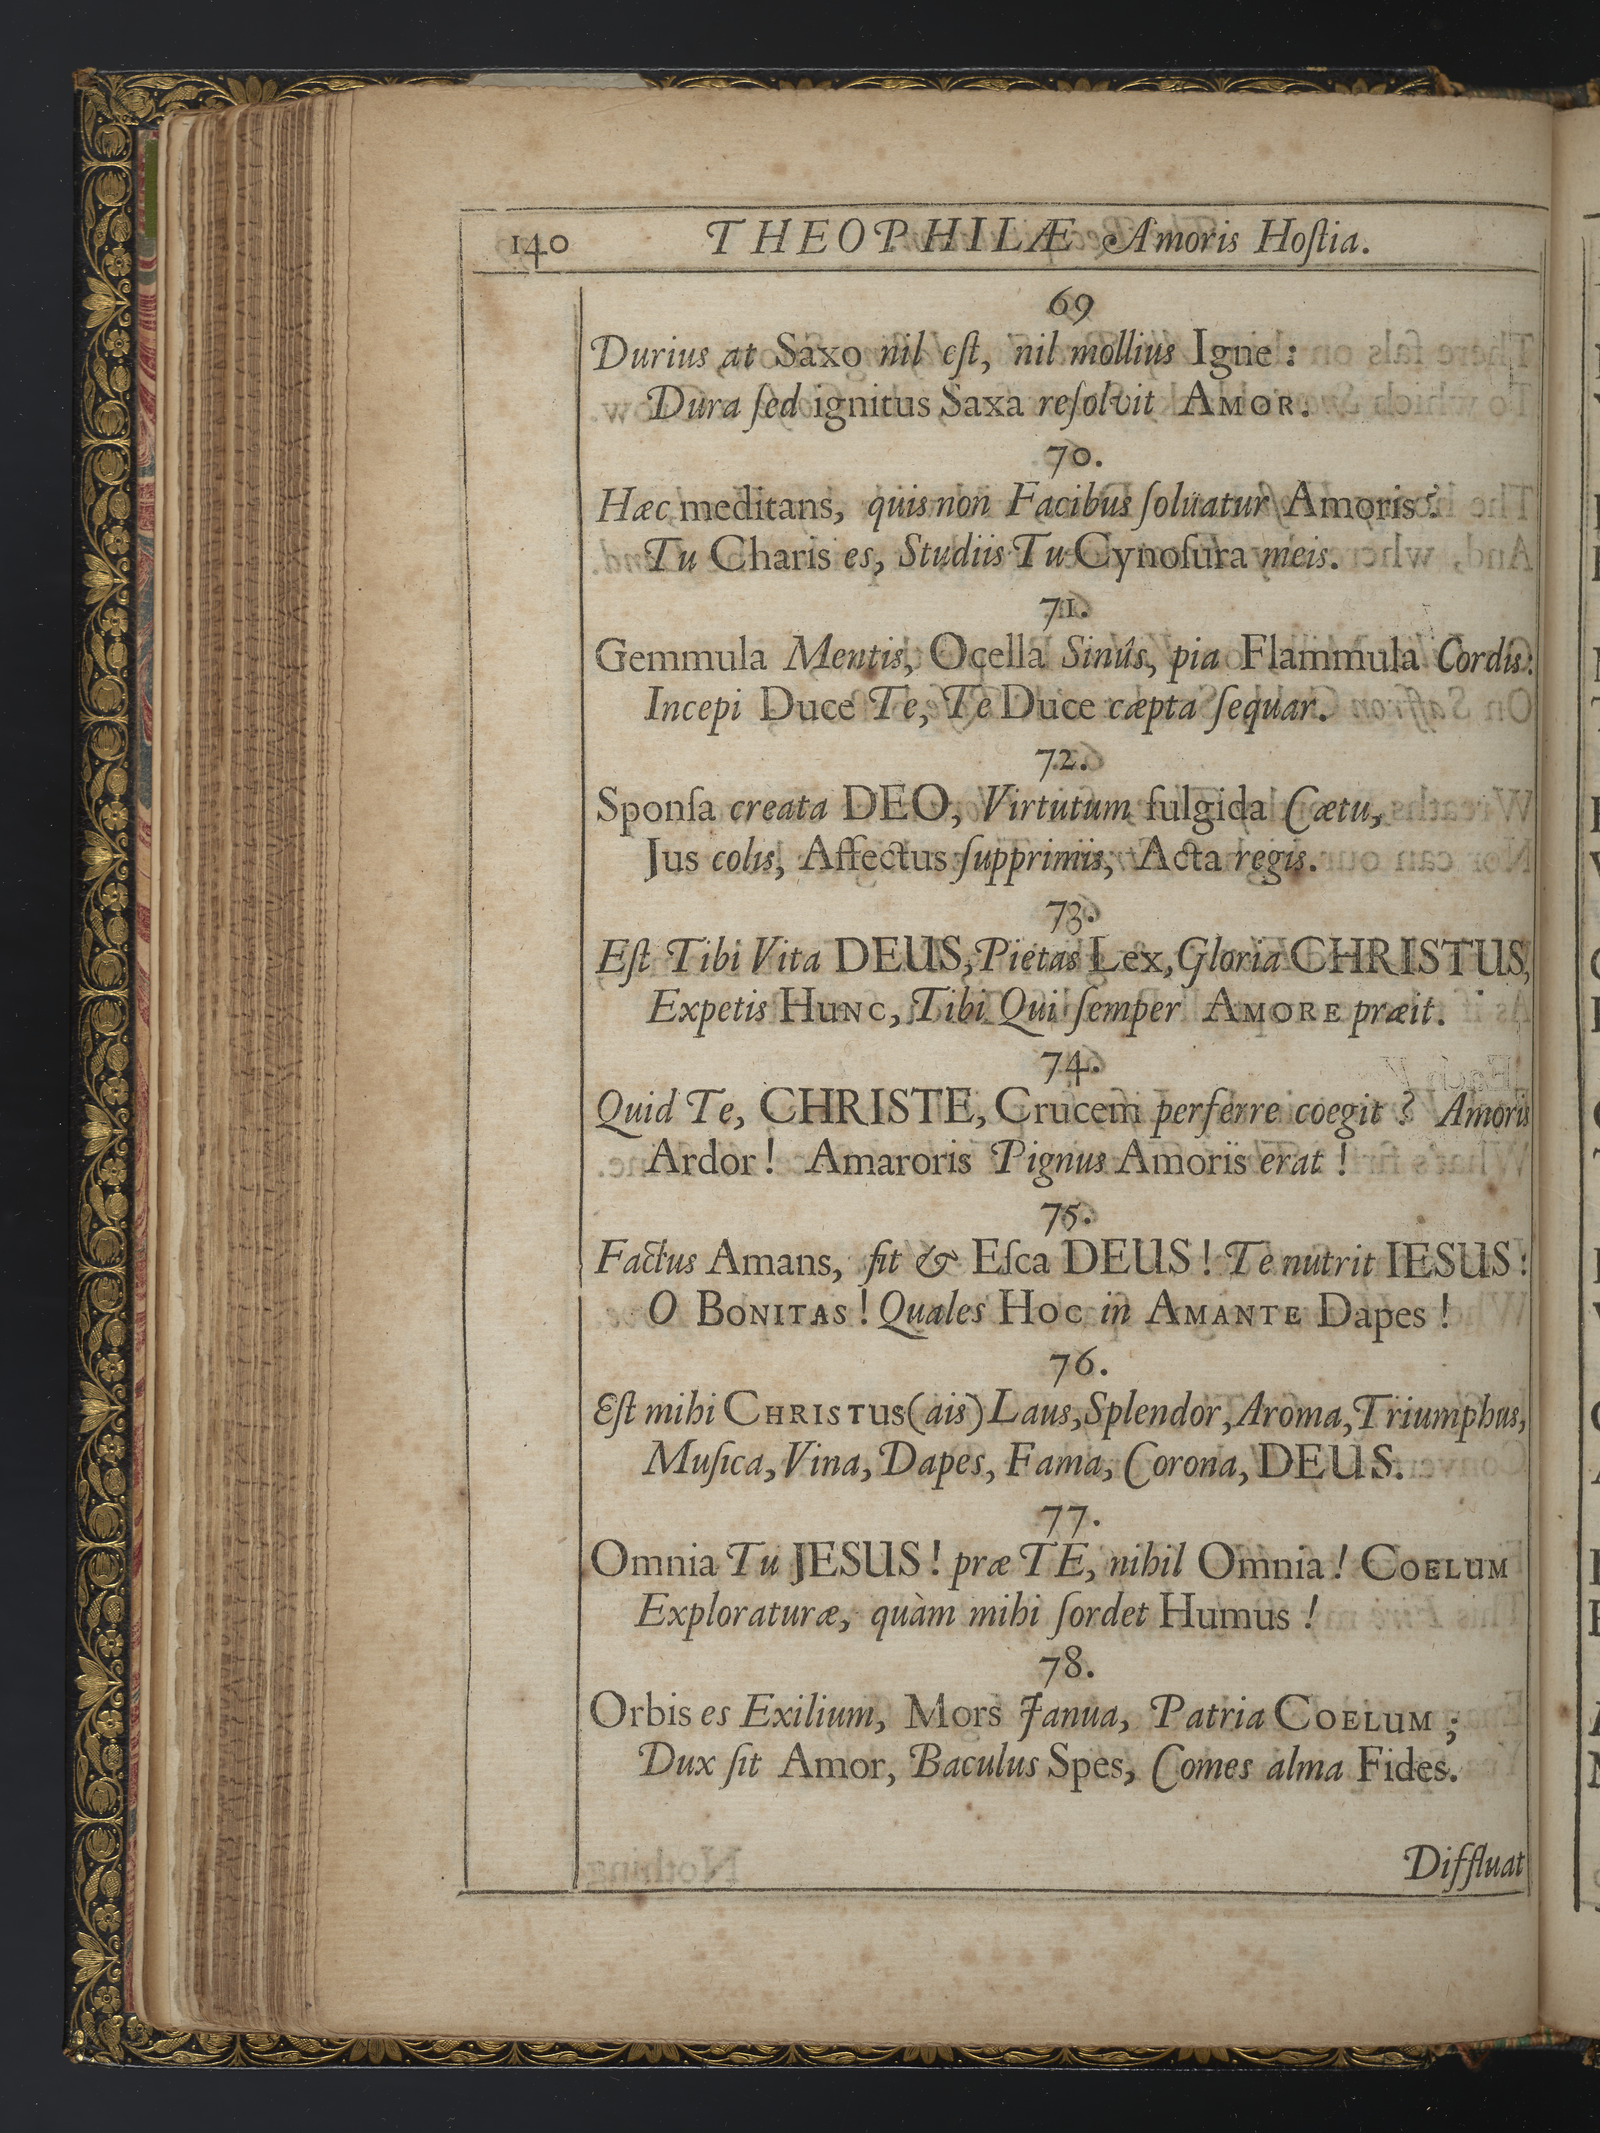 140 THEOPHILÆ Amoris Hoſtia.
69
Durius at Saxo nil eſt, nil mollius Igne :
Dura ſed ignitus Saxa reſolvit AMOR.
70.
Hæc meditans, quis non Facibus ſoluatur Amoris?
Tu Charis es, Studiis Tu Cynoſura meis.
71.
Gemmula Mentis, Ocella Sinûs, pia Flammula Cordis:
Incepi Duce Te, Te Duce cæpta ſequar.
72.
Sponſa creata DEO, Virtutum fulgida Cætu,
Jus colis, Affectus ſupprimis, Acta regis.
73.
Eſt Tibi Vita DEUS, Pietas Lex, Gloria CHRISTUS,
Expetis HUNC, Tibi Qui ſemper AMORE præit.
74.
Quid Te, CHRISTE, Crucem perferre coegit ? Amoris
Ardor ! Amaroris Pignus Amoris erat !
75.
Factus Amans, fit & Eſca DEUS ! Te nutrit IESUS :
O BONITAS ! Quales HOC in AMANTE Dapes !
76.
Eſt mihi CHRISTUS (ais) Laus, Splendor, Aroma, Triumphus,
Muſica, Vina, Dapes, Fama, Corona, DEUS.
77.
Omnia Tu JESUS ! præ TE, nihil Omnia ! COELUM
Exploraturæ, quàm mihi ſordet Humus !
78.
Orbis es Exilium, Mors Janua, Patria COELUM ;
Dux ſit Amor, Baculus Spes, Comes alma Fides.
Diffluat